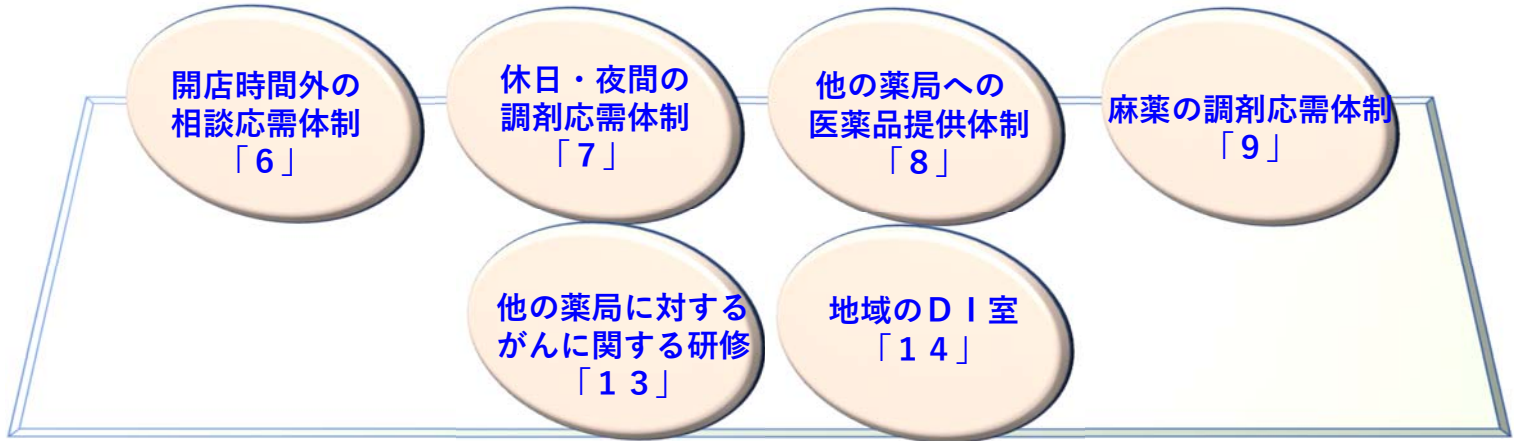 開店時間外の
相談応需体制
「６」
休日・夜間の
調剤応需体制
「７」
他の薬局への
医薬品提供体制
「８」
麻薬の調剤応需体制
「９」
他の薬局に対する
がんに関する研修
「１３」
地域のＤＩ室
「１４」